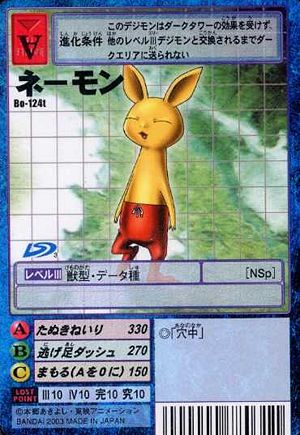 A
このデジモンはダークタワーの効果を受けず、
進化条件 他のレベルⅢデジモンと交換されるまでダー
クエリアに送られない
ネーモン
Bo-124t
レベルⅢ 獣型・データ種 [NSp]
A たぬきねいり 330
B 逃げ足ダッシュ 270
C まもる(Aを0に) 150
「穴中」
LOST POINT Ⅲ10 Ⅳ10 完10 究10
©本郷あきよし・東映アニメーション
BANDAI 2003 MADE IN JAPAN